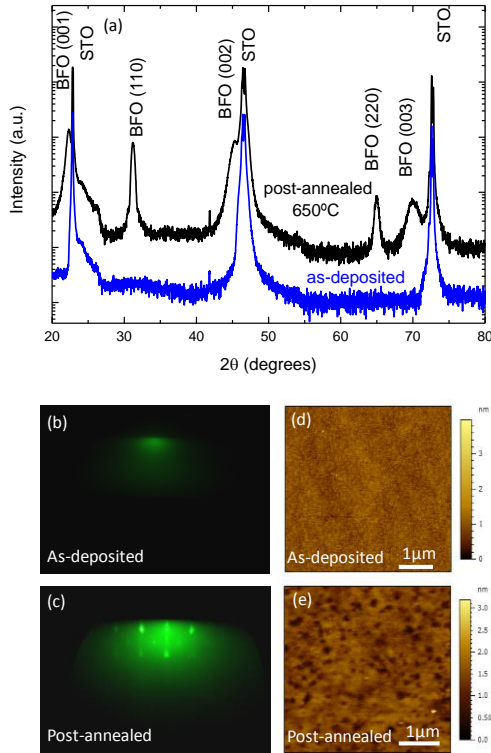 (a)
BFO (001)
STO
BFO (110)
BFO (002)
STO
BFO (220)
BFO (003)
STO
post-annealed
650ºC
as-deposited
Intensity (a.u.)
20 30 40 50 60 70 80
2θ (degrees)
(b)
As-deposited
(d)
As-deposited
1µm
nm
3
2
1
0
(c)
Post-annealed
(e)
Post-annealed
1µm
nm
3.0
2.5
2.0
1.5
1.0
0.5
0.00